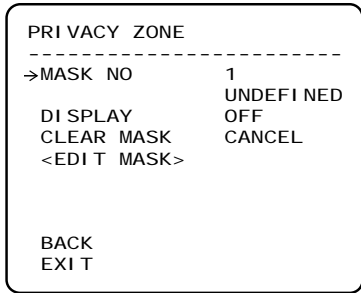 PRIVACY ZONE
------------------------
→MASK NO 1
UNDEFINED
DISPLAY OFF
CLEAR MASK CANCEL
<EDIT MASK>
BACK
EXIT